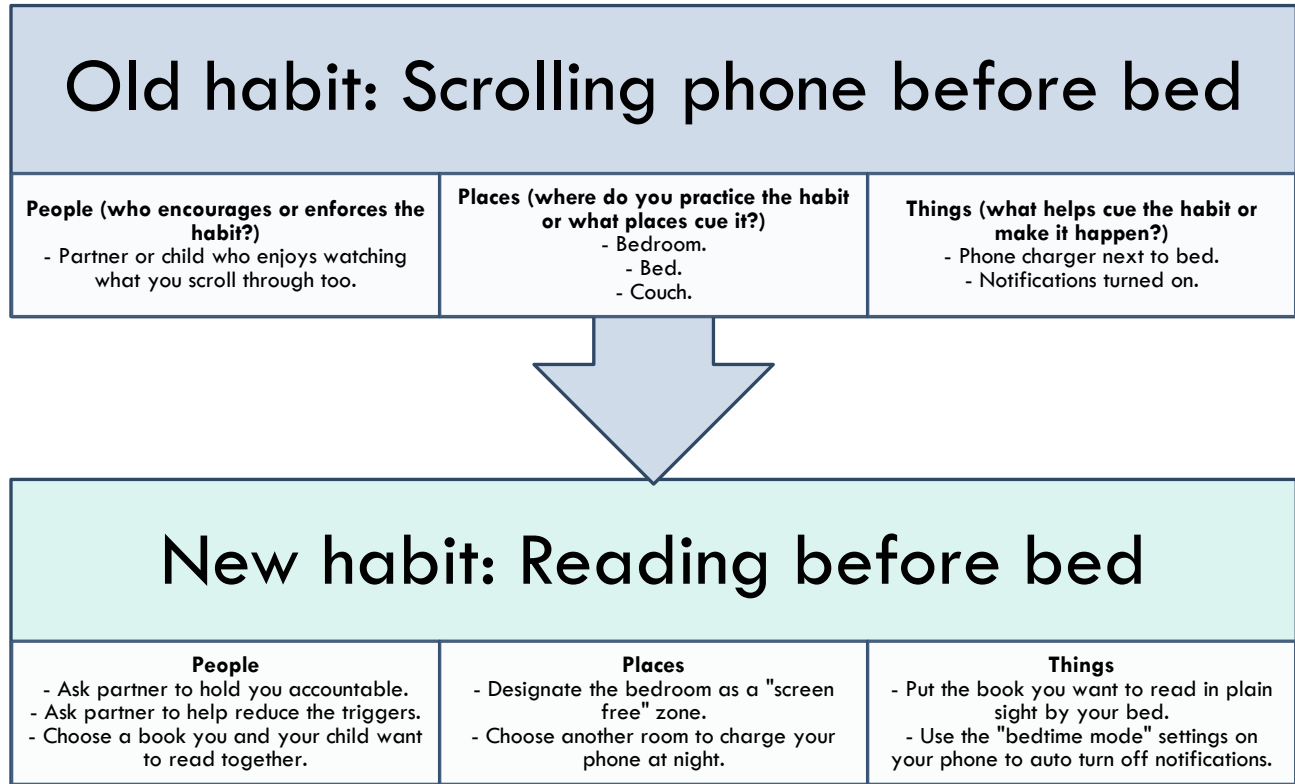 Old habit: Scrolling phone before bed
People (who encourages or enforces the
habit?)
- Partner or child who enjoys watching
what you scroll through too.
Places (where do you practice the habit
or what places cue it?)
- Bedroom.
- Bed.
- Couch.
Things (what helps cue the habit or
make it happen?)
- Phone charger next to bed.
- Notifications turned on.
New habit: Reading before bed
People
- Ask partner to hold you accountable.
- Ask partner to help reduce the triggers.
- Choose a book you and your child want
to read together.
Places
- Designate the bedroom as a "screen
free" zone.
- Choose another room to charge your
phone at night.
Things
- Put the book you want to read in plain
sight by your bed.
- Use the "bedtime mode" settings on
your phone to auto turn off notifications.